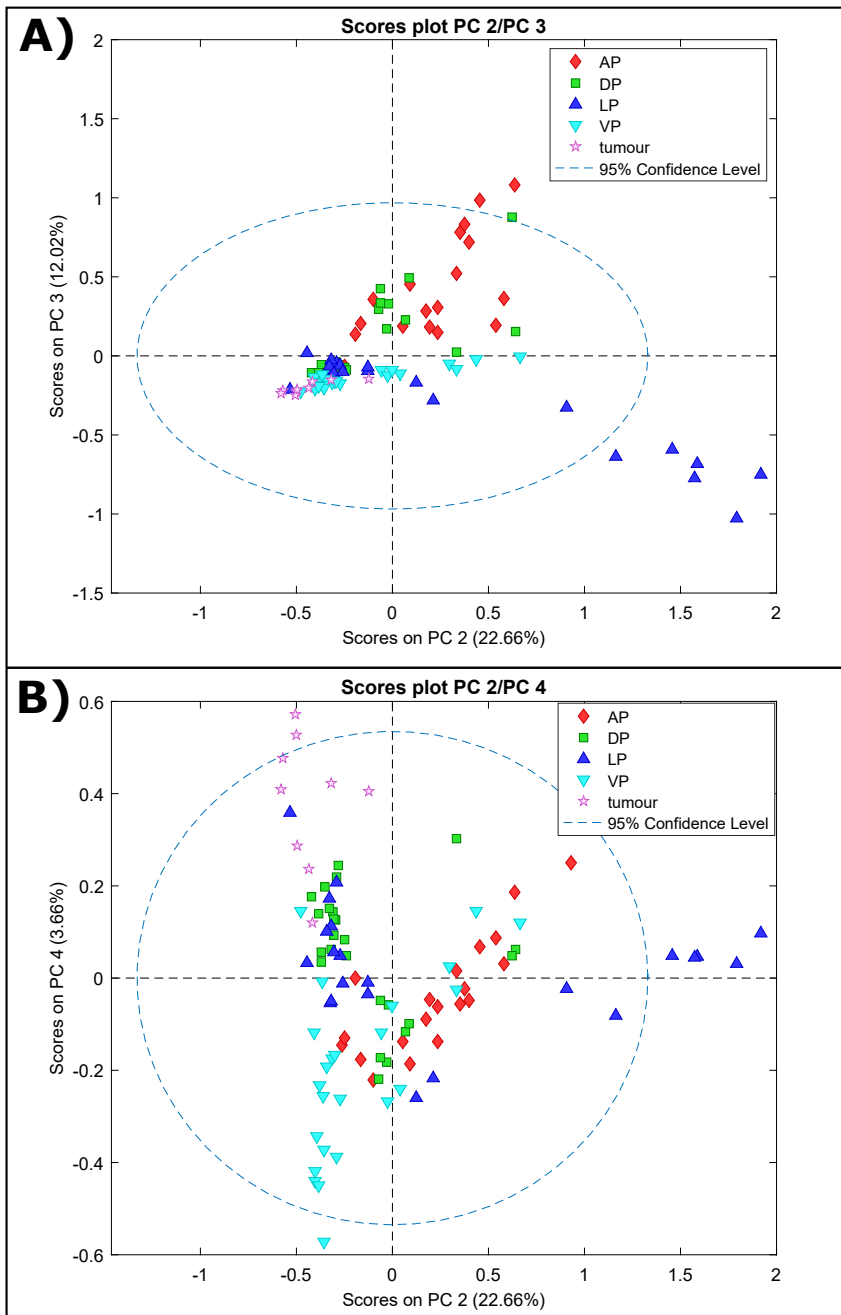 A)
Scores plot PC 2/PC 3
2
1.5
1
0.5
0
-0.5
-1
-1.5
Scores on PC 3 (12.02%)
AP
DP
LP
VP
tumour
95% Confidence Level
-1 -0.5 0 0.5 1 1.5 2
Scores on PC 2 (22.66%)
B)
Scores plot PC 2/PC 4
0.6
0.4
0.2
0
-0.2
-0.4
-0.6
Scores on PC 4 (3.66%)
AP
DP
LP
VP
tumour
95% Confidence Level
-1 -0.5 0 0.5 1 1.5 2
Scores on PC 2 (22.66%)